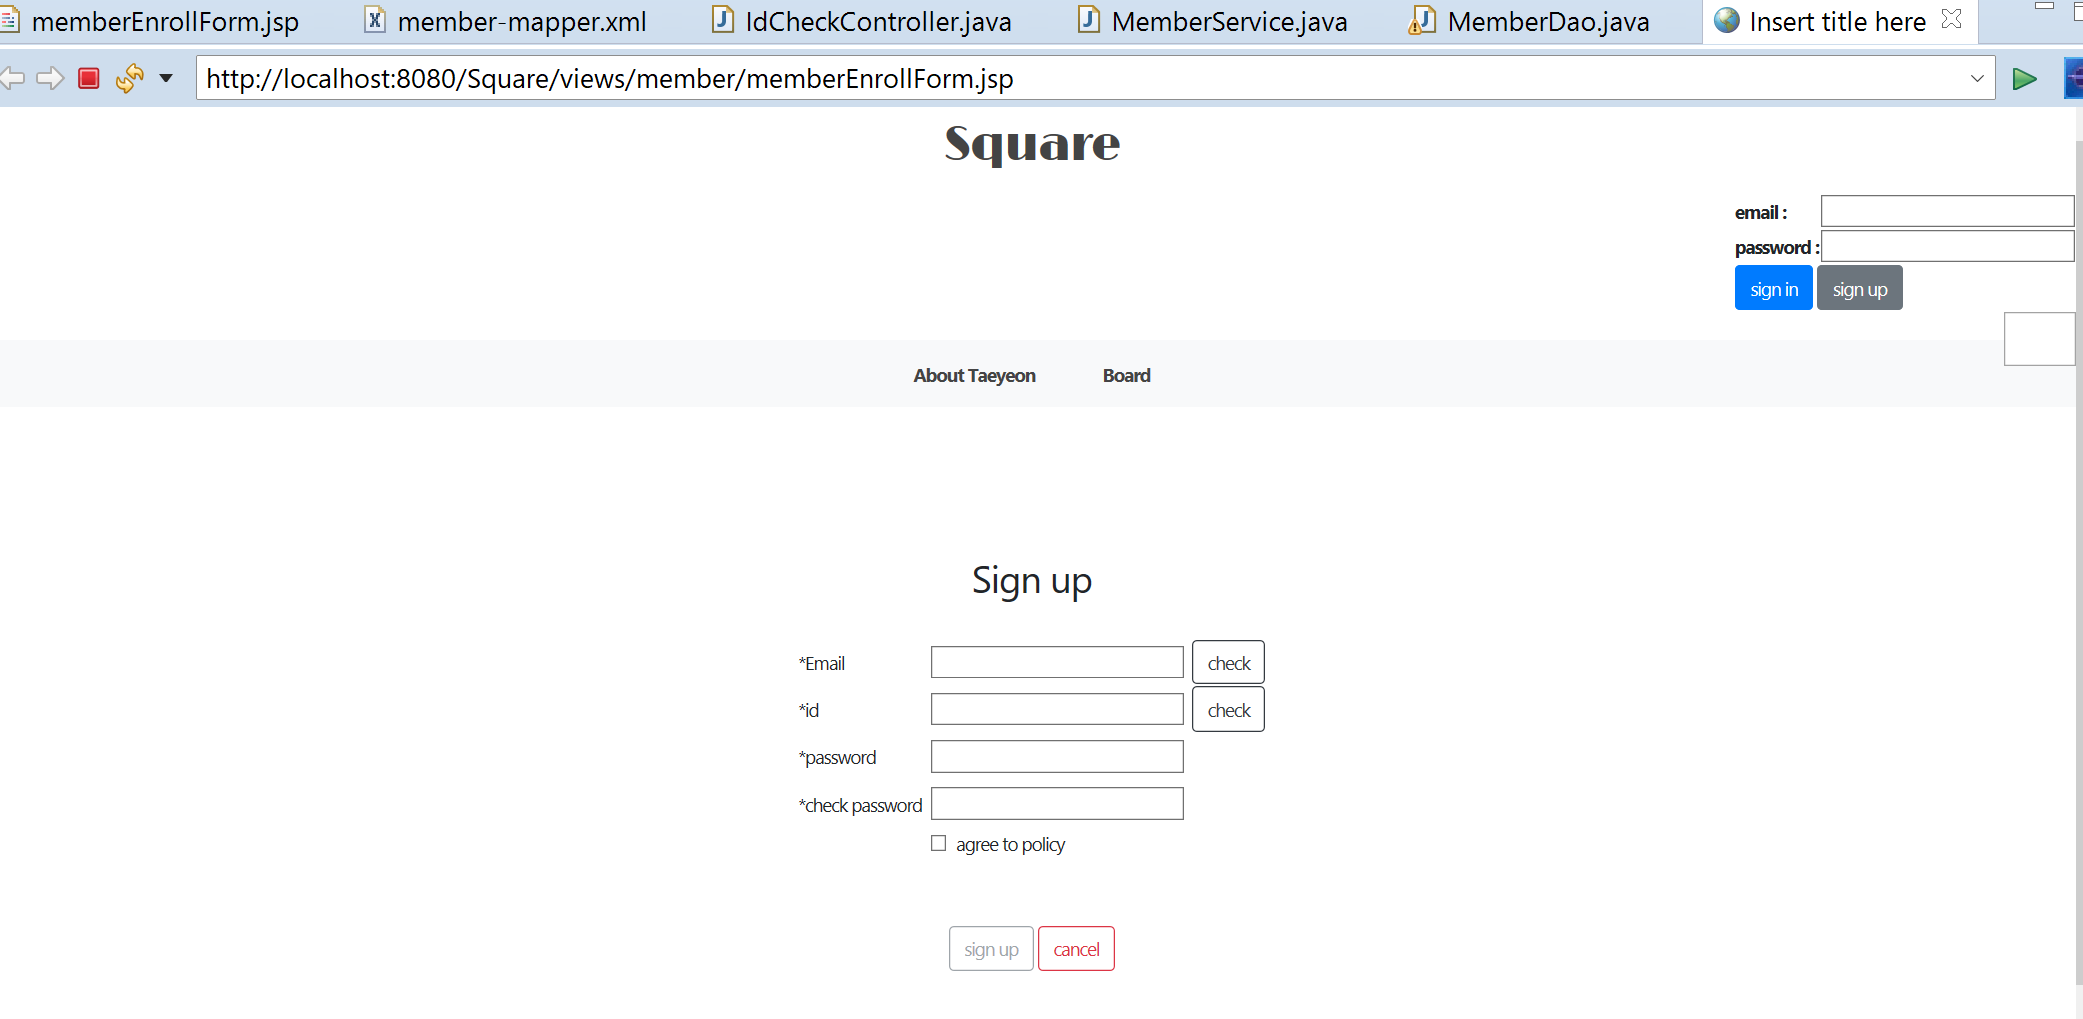 memberEnrollForm.jsp member-mapper.xml IdCheckController.java MemberService.java MemberDao.java Insert title here
http://localhost:8080/Square/views/member/memberEnrollForm.jsp
Square
email :
password :
sign in sign up
About Taeyeon Board
Sign up
*Email check
*id check
*password
*check password
agree to policy
sign up cancel